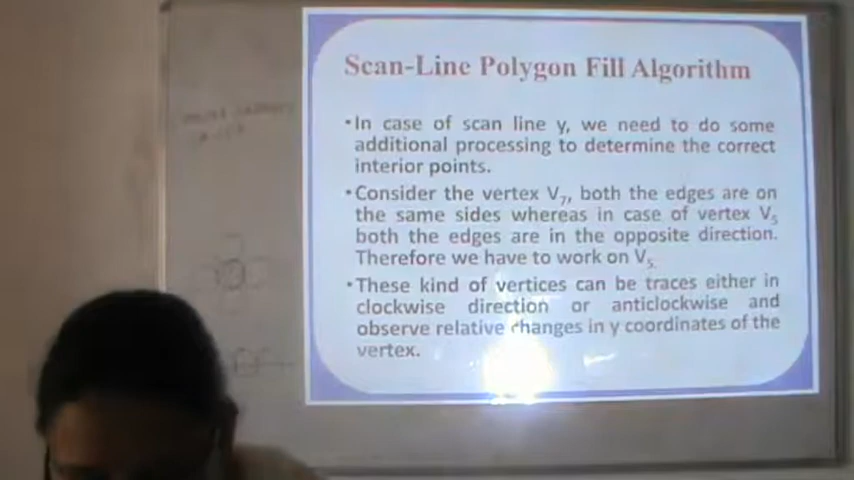 Scan-Line Polygon Fill Algorithm
•In case of scan line y, we need to do some
additional processing to determine the correct
interior points.
•Consider the vertex V7, both the edges are on
the same sides whereas in case of vertex V5
both the edges are in the opposite direction.
Therefore we have to work on V5.
•These kind of vertices can be traces either in
clockwise direction or anticlockwise and
observe relative changes in y coordinates of the
vertex.